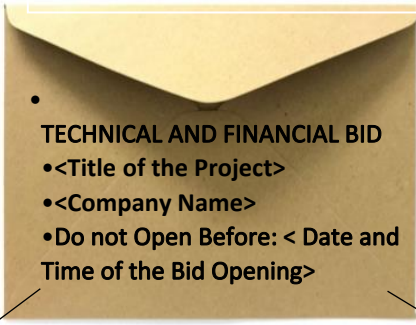 •
TECHNICAL AND FINANCIAL BID
•<Title of the Project>
•<Company Name>
•Do not Open Before: < Date and
Time of the Bid Opening>